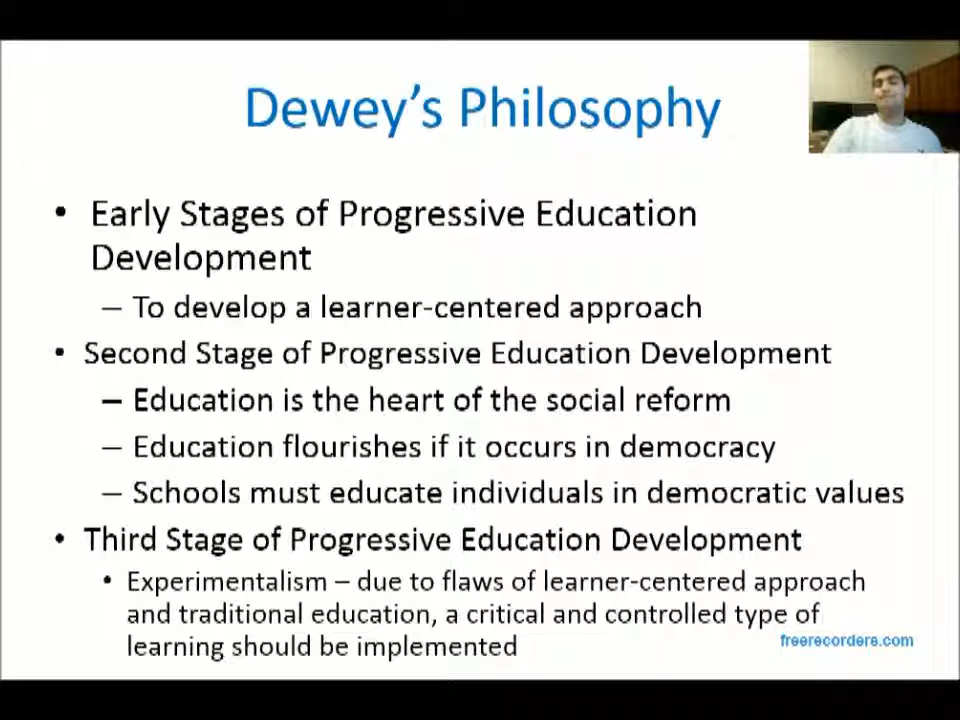 Dewey's Philosophy
• Early Stages of Progressive Education
Development
– To develop a learner-centered approach
• Second Stage of Progressive Education Development
– Education is the heart of the social reform
– Education flourishes if it occurs in democracy
– Schools must educate individuals in democratic values
• Third Stage of Progressive Education Development
• Experimentalism – due to flaws of learner-centered approach
and traditional education, a critical and controlled type of
learning should be implemented
freerecorders.com